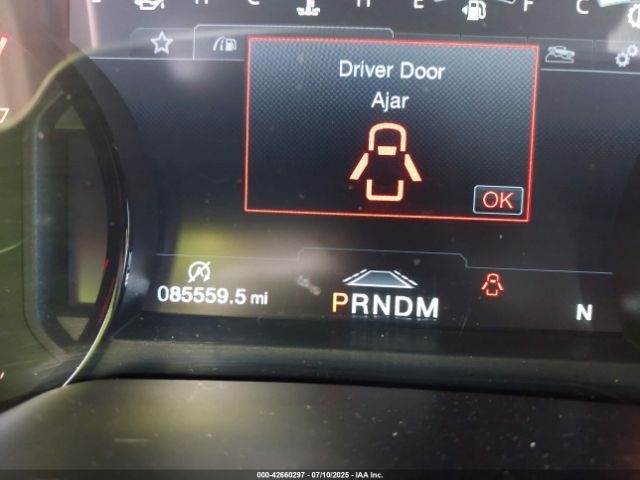 H C H E F C
Driver Door
Ajar
OK
085559.5 mi
PRNDM
N
000-42660297 - 07/10/2025 - IAA Inc.